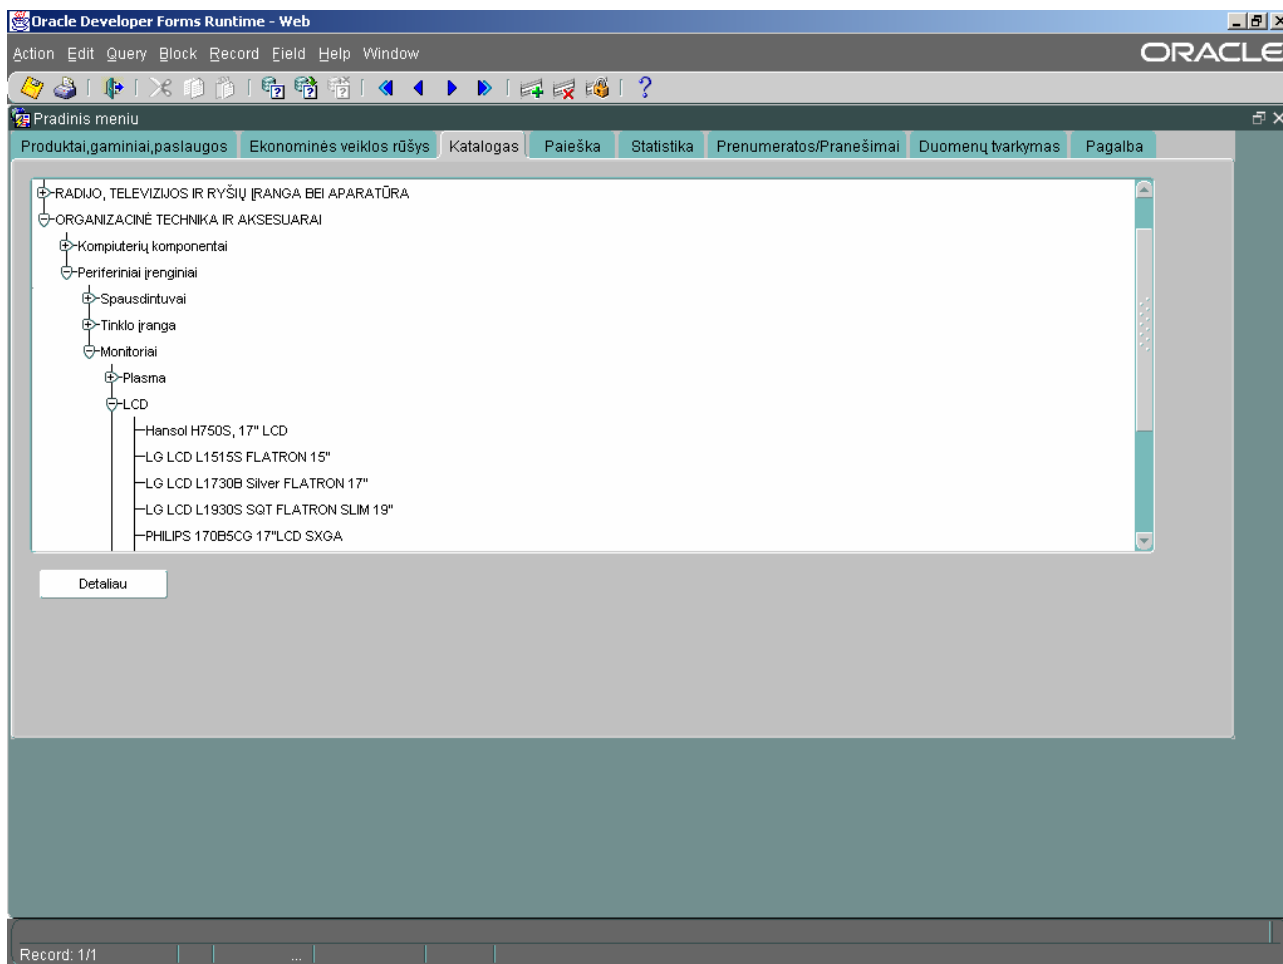 Oracle Developer Forms Runtime - Web
Action Edit Query Block Record Field Help Window
ORACLE
Pradinis meniu
Produktai,gaminiai,paslaugos Ekonominės veiklos rūšys Katalogas Paieška Statistika Prenumeratos/Pranešimai Duomenų tvarkymas Pagalba
RADIJO, TELEVIZIJOS IR RYŠIŲ ĮRANGA BEI APARATŪRA
ORGANIZACINĖ TECHNIKA IR AKSESUARAI
Kompiuterių komponentai
Periferiniai įrenginiai
Spausdintuvai
Tinklo įranga
Monitoriai
Plasma
LCD
Hansol H750S, 17" LCD
LG LCD L1515S FLATRON 15"
LG LCD L1730B Silver FLATRON 17"
LG LCD L1930S SQT FLATRON SLIM 19"
PHILIPS 170B5CG 17"LCD SXGA
Detaliau
Record: 1/1 ...